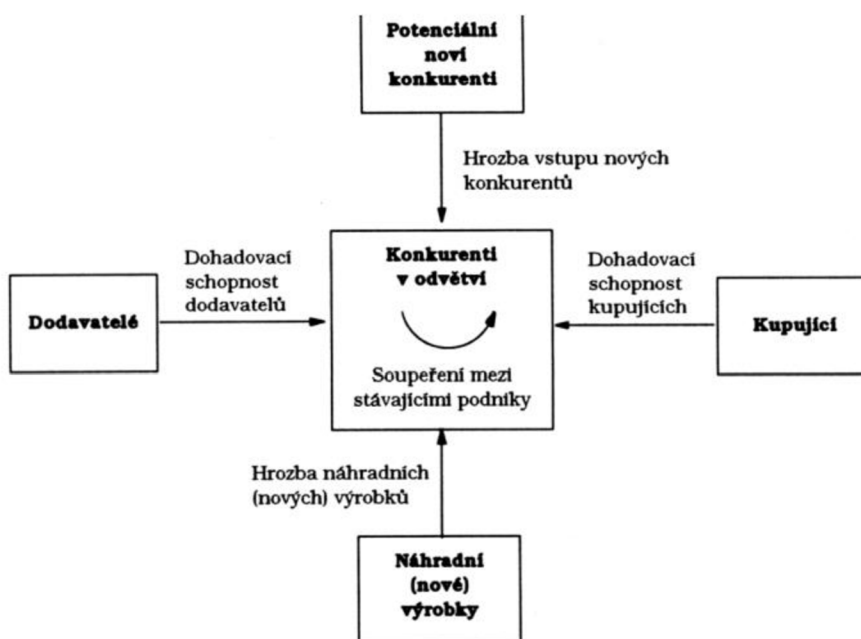 Potenciální
noví
konkurenti
Hrozba vstupu nových
konkurentů
Dohadovací
schopnost
dodavatelů
Dodavatelé
Konkurenti
v odvětví
Soupeření mezi
stávajícími podniky
Dohadovací
schopnost
kupujících
Kupující
Hrozba náhradních
(nových) výrobků
Náhradní
(nové)
výrobky